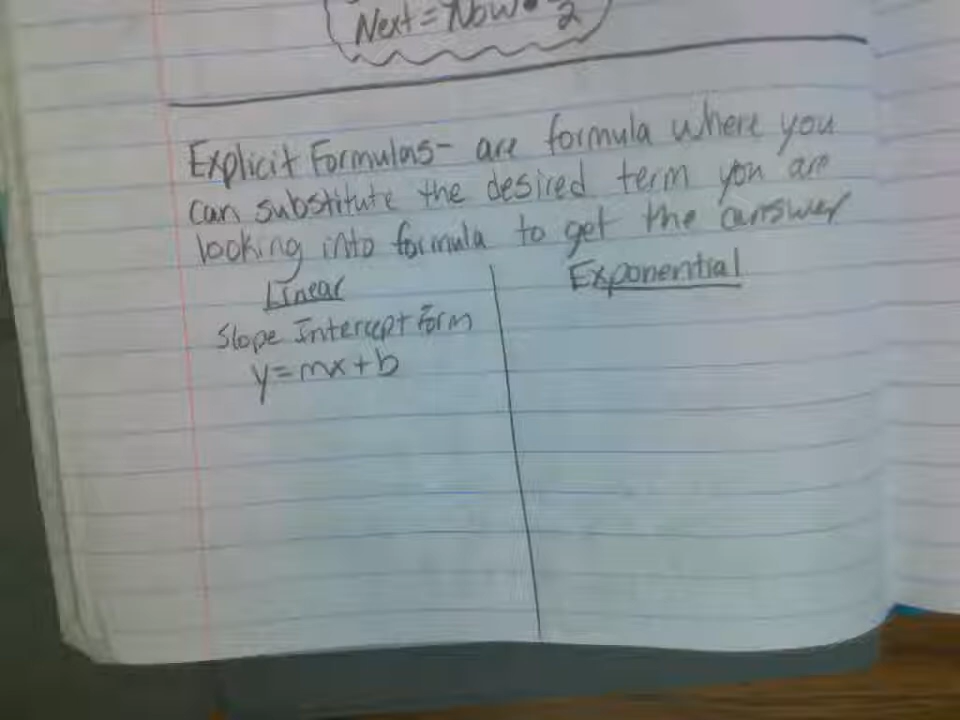 Next = Now • 2
Explicit Formulas- are formula where you
can substitute the desired term you are
looking into formula to get the answer
Linear
Exponential
Slope Intercept Form
y=mx+b